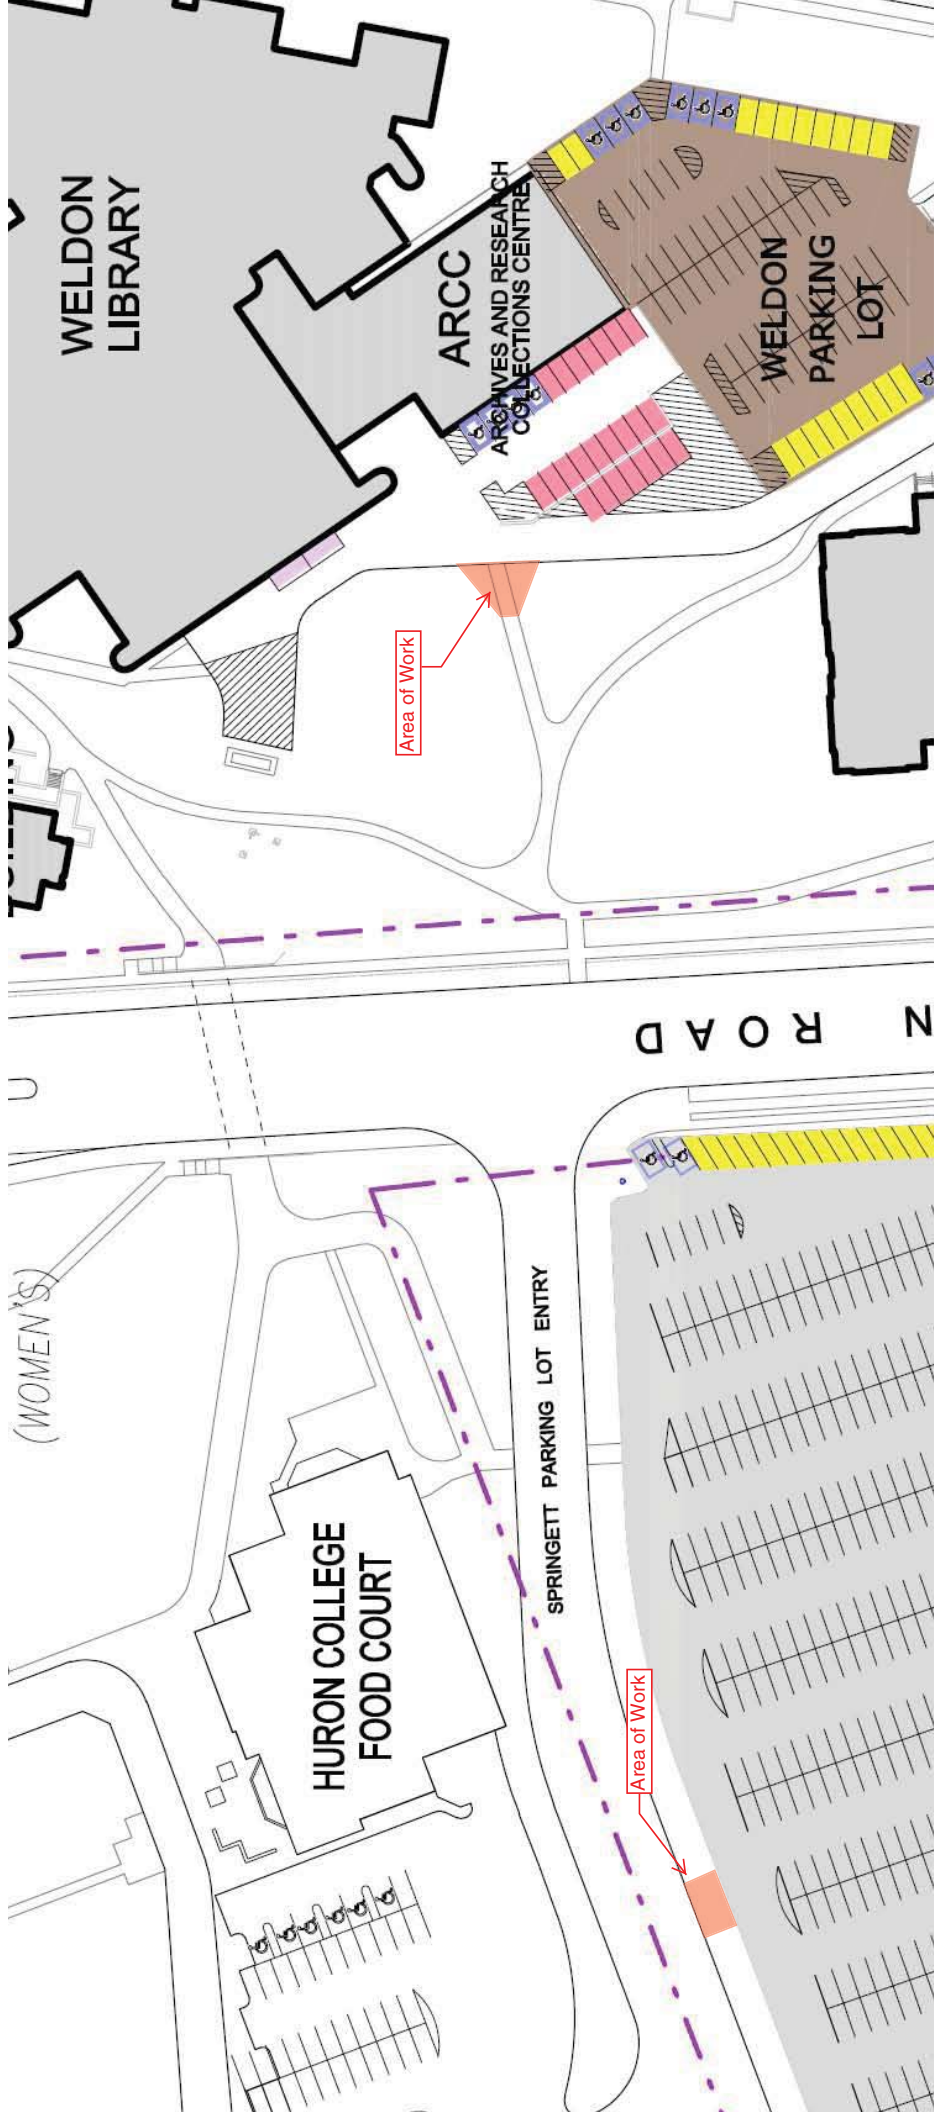 WELDON
LIBRARY
ARCC
ARCHIVES AND RESEARCH
COLLECTIONS CENTRE
WELDON
PARKING
LOT
Area of Work
N ROAD
(WOMEN'S)
SPRINGETT PARKING LOT ENTRY
HURON COLLEGE
FOOD COURT
Area of Work